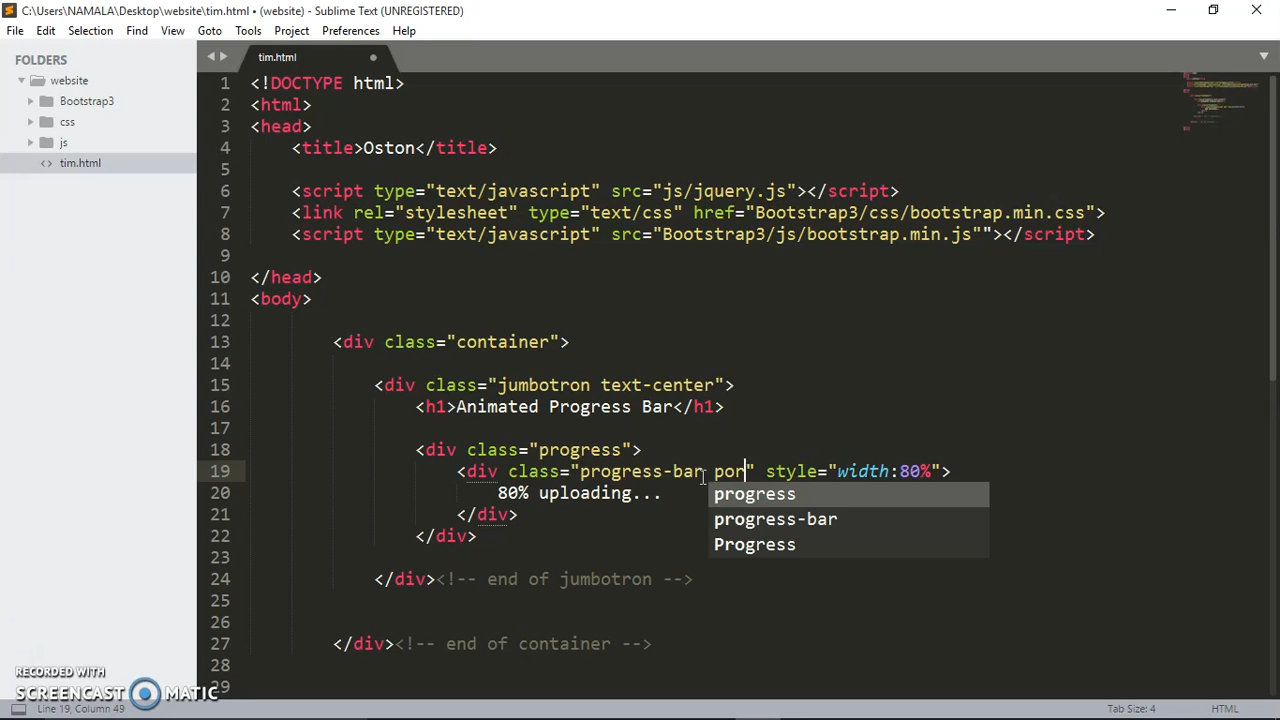 C:\Users\NAMALA\Desktop\website\tim.html • (website) - Sublime Text (UNREGISTERED)
File Edit Selection Find View Goto Tools Project Preferences Help
FOLDERS
website
Bootstrap3
css
js
<> tim.html
tim.html
1 <!DOCTYPE html>
2 <html>
3 <head>
4 <title>Oston</title>
5
6 <script type="text/javascript" src="js/jquery.js"></script>
7 <link rel="stylesheet" type="text/css" href="Bootstrap3/css/bootstrap.min.css">
8 <script type="text/javascript" src="Bootstrap3/js/bootstrap.min.js""></script>
9
10 </head>
11 <body>
12
13 <div class="container">
14
15 <div class="jumbotron text-center">
16 <h1>Animated Progress Bar</h1>
17
18 <div class="progress">
19 <div class="progress-bar por" style="width:80%">
20 80% uploading...
progress
21 </div>
progress-bar
22 </div>
Progress
23
24 </div><!-- end of jumbotron -->
25
26
27 </div><!-- end of container -->
28
29
RECORDED WITH
SCREENCAST MATIC
Line 19, Column 49
Tab Size: 4
HTML